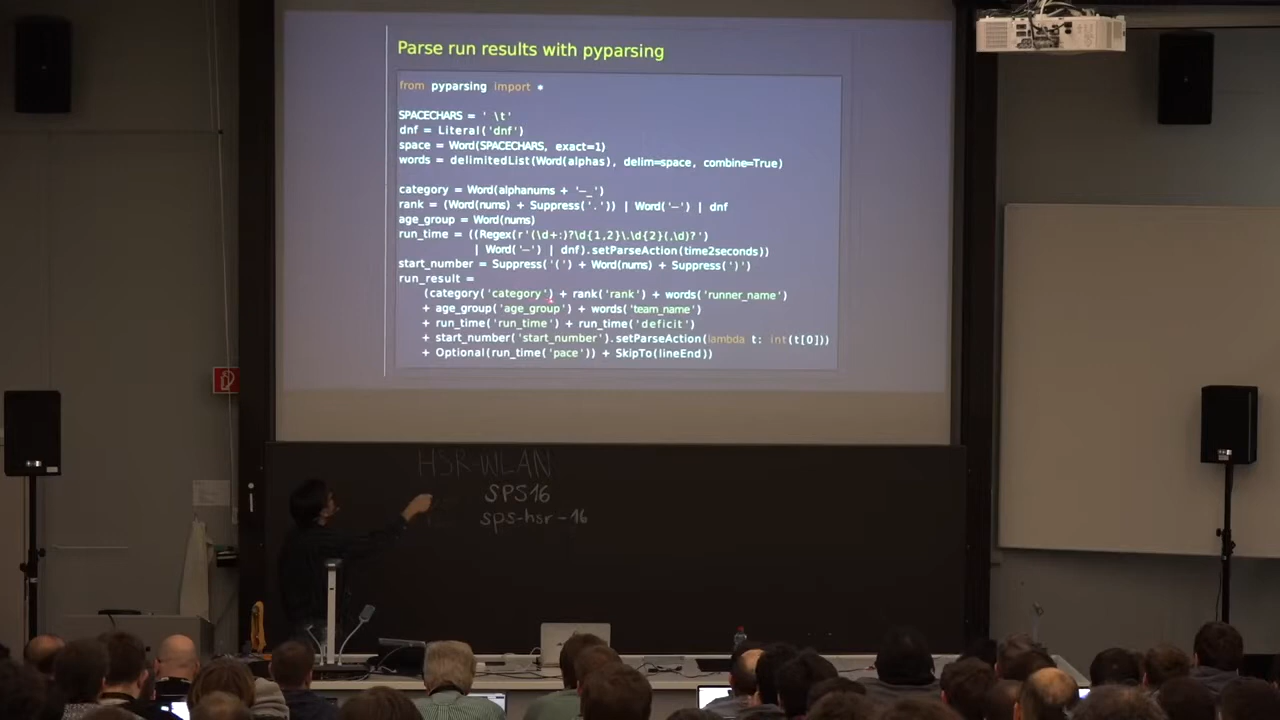 Parse run results with pyparsing
from pyparsing import *
SPACECHARS = ' \t'
dnf = Literal('dnf')
space = Word(SPACECHARS, exact=1)
words = delimitedList(Word(alphas), delim=space, combine=True)
category = Word(alphanums + '-_')
rank = (Word(nums) + Suppress('.')) | Word('-') | dnf
age_group = Word(nums)
run_time = ((Regex(r'(\d+:)?\d{1,2}\.\d{2}(,\d)?')
| Word('-') | dnf).setParseAction(time2seconds))
start_number = Suppress('(') + Word(nums) + Suppress(')')
run_result =
(category('category') + rank('rank') + words('runner_name')
+ age_group('age_group') + words('team_name')
+ run_time('run_time') + run_time('deficit')
+ start_number('start_number').setParseAction(lambda t: int(t[0]))
+ Optional(run_time('pace')) + SkipTo(lineEnd))
HSR-WLAN
SPS16
sps-hsr-16